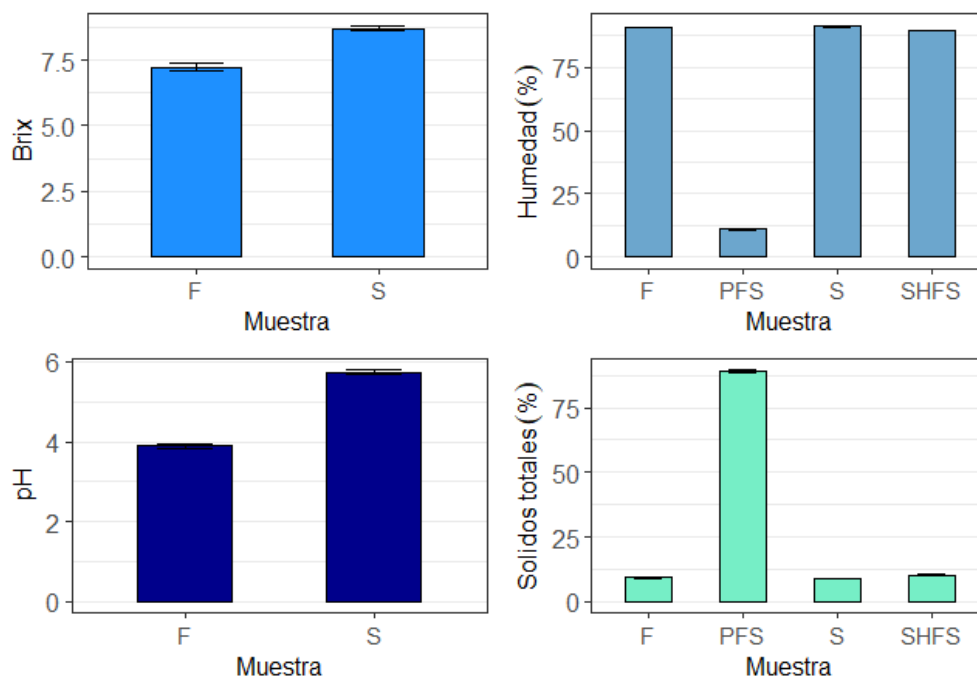 Brix
7.5
5.0
2.5
0.0
F S
Muestra
Humedad (%)
75
50
25
0
F PFS S SHFS
Muestra
pH
6
4
2
0
F S
Muestra
Solidos totales (%)
75
50
25
0
F PFS S SHFS
Muestra